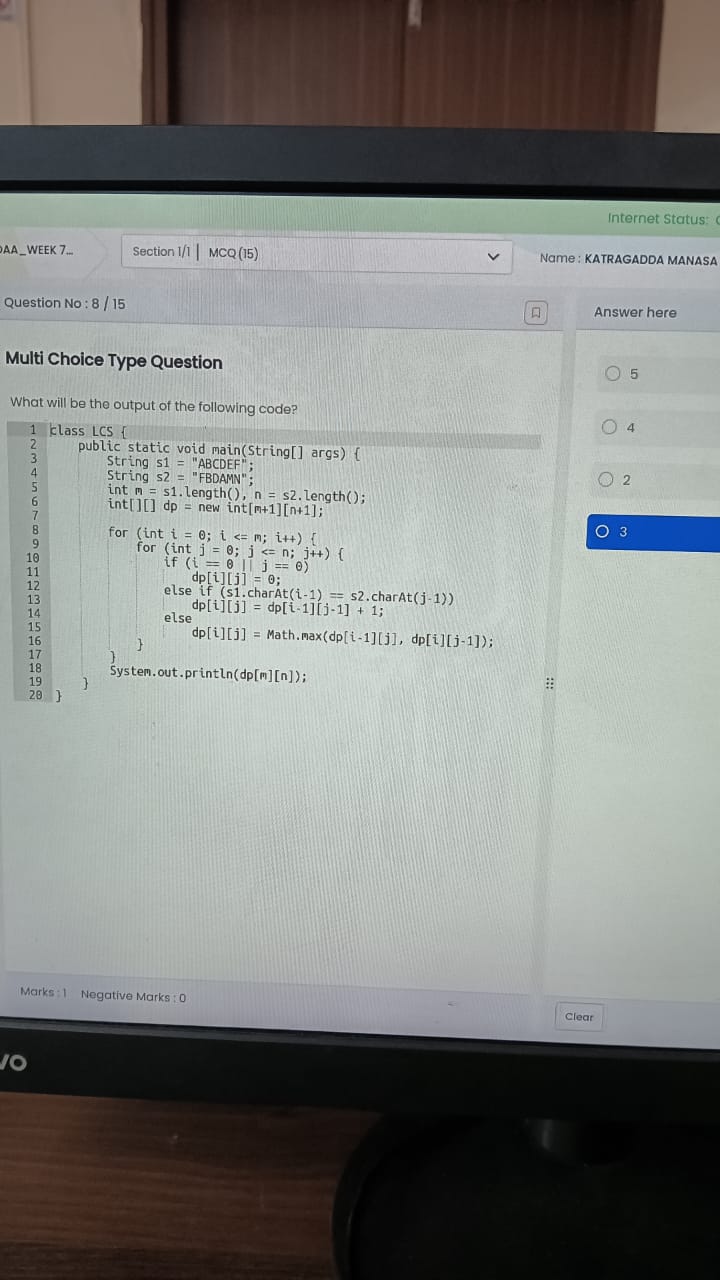 Internet Status:
DAA_WEEK 7...
Section 1/1 | MCQ (15)
Name : KATRAGADDA MANASA
Question No : 8 / 15
Answer here
Multi Choice Type Question
What will be the output of the following code?
1 class LCS {
2 public static void main(String[] args) {
3 String s1 = "ABCDEF";
4 String s2 = "FBDAMN";
5 int m = s1.length(), n = s2.length();
6 int[][] dp = new int[m+1][n+1];
7
8 for (int i = 0; i <= m; i++) {
9 for (int j = 0; j <= n; j++) {
10 if (i == 0 || j == 0)
11 dp[i][j] = 0;
12 else if (s1.charAt(i-1) == s2.charAt(j-1))
13 dp[i][j] = dp[i-1][j-1] + 1;
14 else
15 dp[i][j] = Math.max(dp[i-1][j], dp[i][j-1]);
16 }
17 }
18 System.out.println(dp[m][n]);
19 }
20 }
5
4
2
3
Marks : 1 Negative Marks : 0
Clear